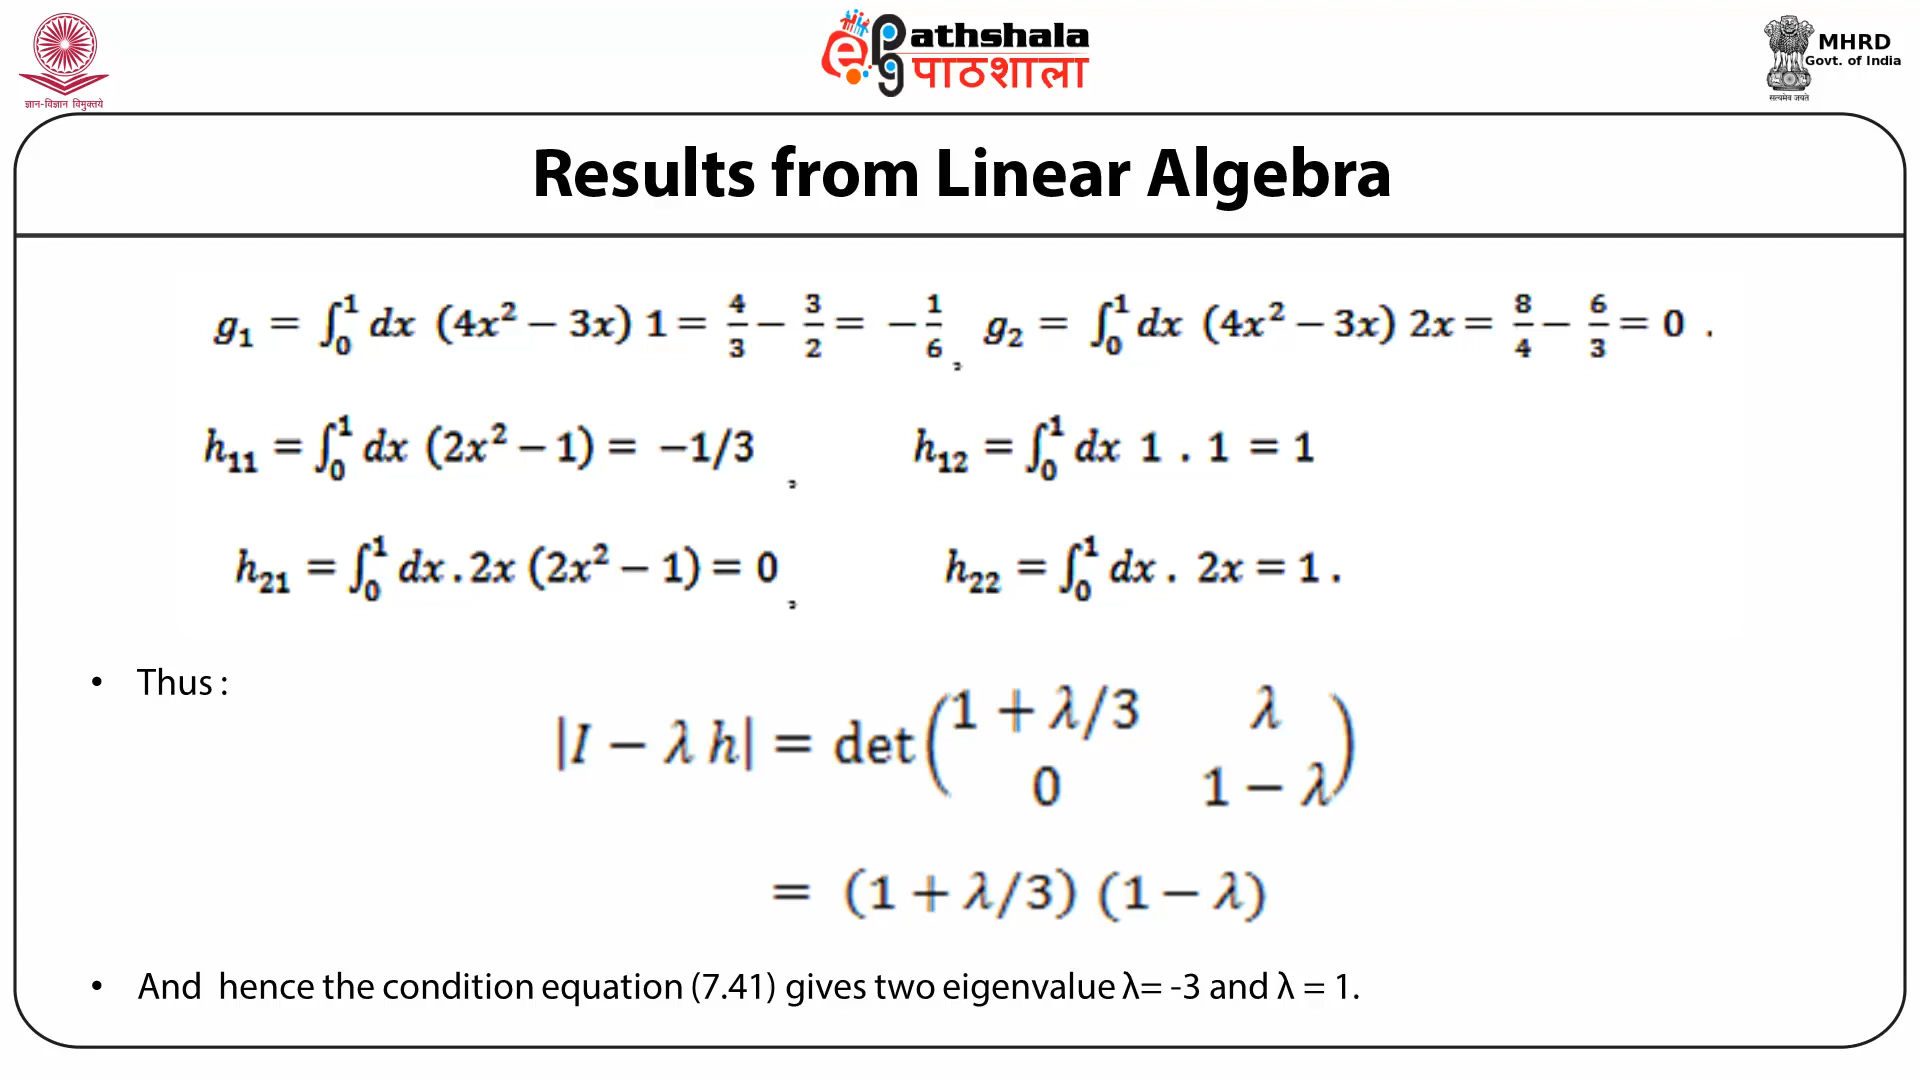 ज्ञान-विज्ञान विमुक्तये
ePathshala
पाठशाला
MHRD
Govt. of India
सत्यमेव जयते
Results from Linear Algebra
g₁ = ∫₀¹ dx (4x² − 3x) 1 = 4/3 − 3/2 = −1/6 , g₂ = ∫₀¹ dx (4x² − 3x) 2x = 8/4 − 6/3 = 0 .
h₁₁ = ∫₀¹ dx (2x² − 1) = −1/3 , h₁₂ = ∫₀¹ dx 1 . 1 = 1
h₂₁ = ∫₀¹ dx . 2x (2x² − 1) = 0 , h₂₂ = ∫₀¹ dx . 2x = 1 .
• Thus :
|I − λ h| = det(1 + λ/3 λ
0 1 − λ)
= (1 + λ/3) (1 − λ)
• And hence the condition equation (7.41) gives two eigenvalue λ= -3 and λ = 1.